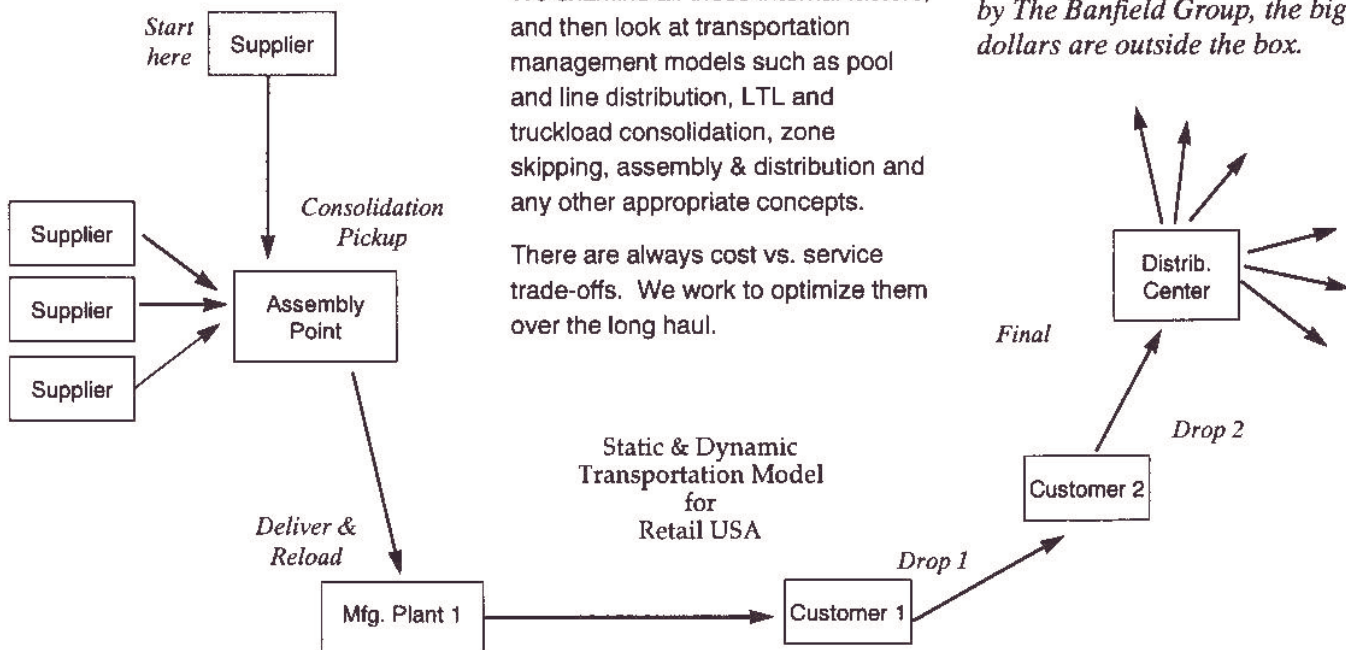 Start
here
Supplier
Consolidation
Pickup
Supplier
Supplier
Supplier
Assembly
Point
Deliver &
Reload
Mfg. Plant 1
and then look at transportation
management models such as pool
and line distribution, LTL and
truckload consolidation, zone
skipping, assembly & distribution and
any other appropriate concepts.
There are always cost vs. service
trade-offs. We work to optimize them
over the long haul.
Static & Dynamic
Transportation Model
for
Retail USA
Customer 1
Drop 1
Customer 2
Drop 2
Final
Distrib.
Center
by The Banfield Group, the big
dollars are outside the box.